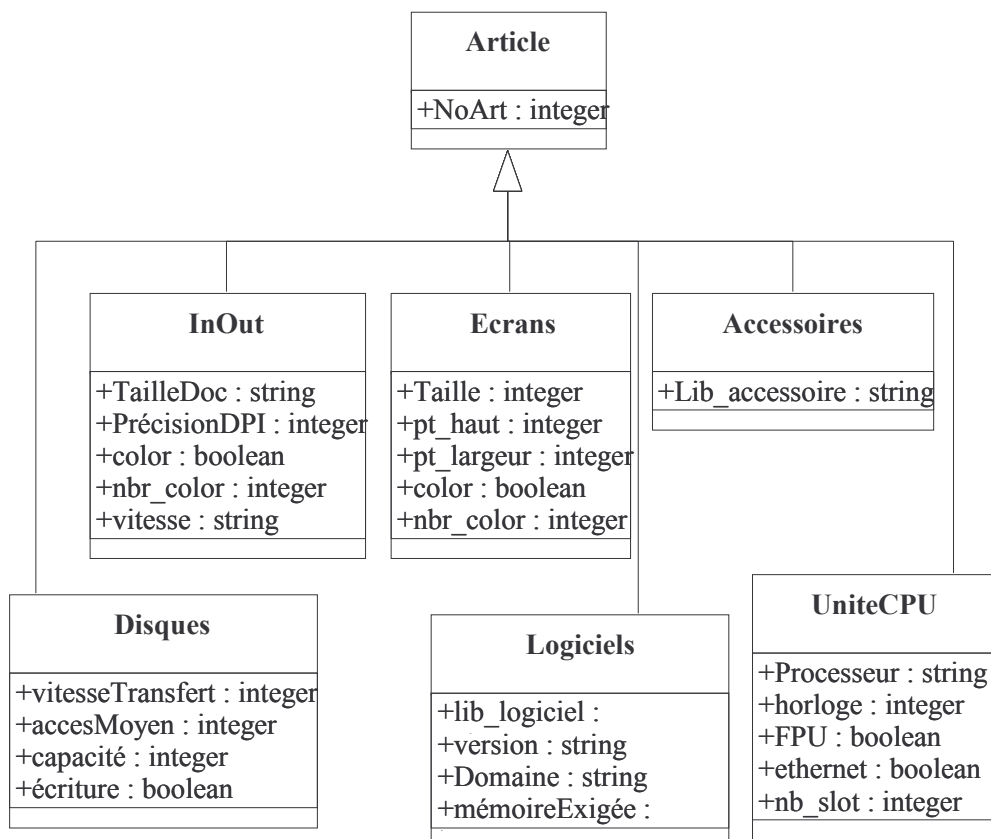 Article
+NoArt : integer
InOut
+TailleDoc : string
+PrécisionDPI : integer
+color : boolean
+nbr_color : integer
+vitesse : string
Ecrans
+Taille : integer
+pt_haut : integer
+pt_largeur : integer
+color : boolean
+nbr_color : integer
Accessoires
+Lib_accessoire : string
Disques
+vitesseTransfert : integer
+accesMoyen : integer
+capacité : integer
+écriture : boolean
Logiciels
+lib_logiciel :
+version : string
+Domaine : string
+mémoireExigée :
UniteCPU
+Processeur : string
+horloge : integer
+FPU : boolean
+ethernet : boolean
+nb_slot : integer